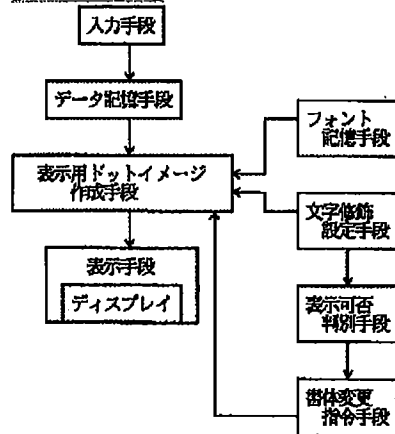 入力手段
データ記憶手段
表示用ドットイメージ
作成手段
表示手段
ディスプレイ
フォント
記憶手段
文字修飾
設定手段
表示可否
判別手段
書体変更
指令手段